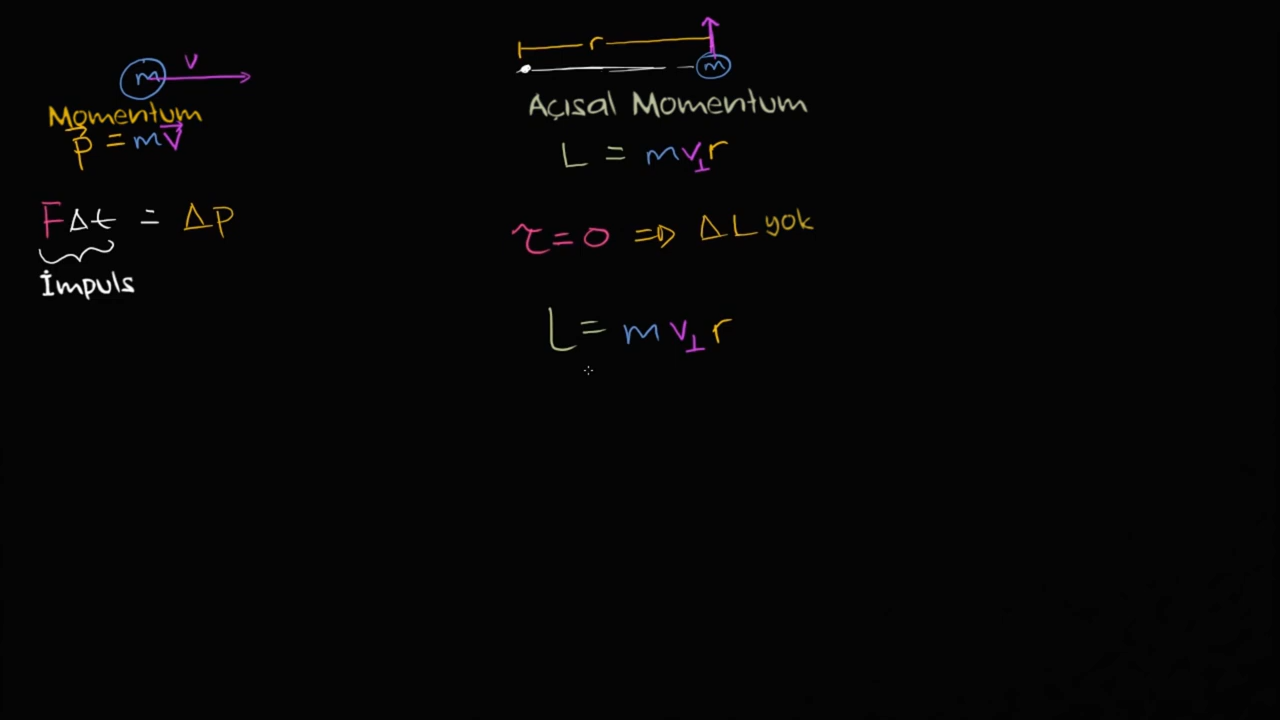 m v
Momentum
p⃗ = mv⃗
FΔt = Δp
İmpuls
r
m
Açısal Momentum
L = mv⊥r
τ = 0 ⇒ ΔL yok
L = mv⊥r